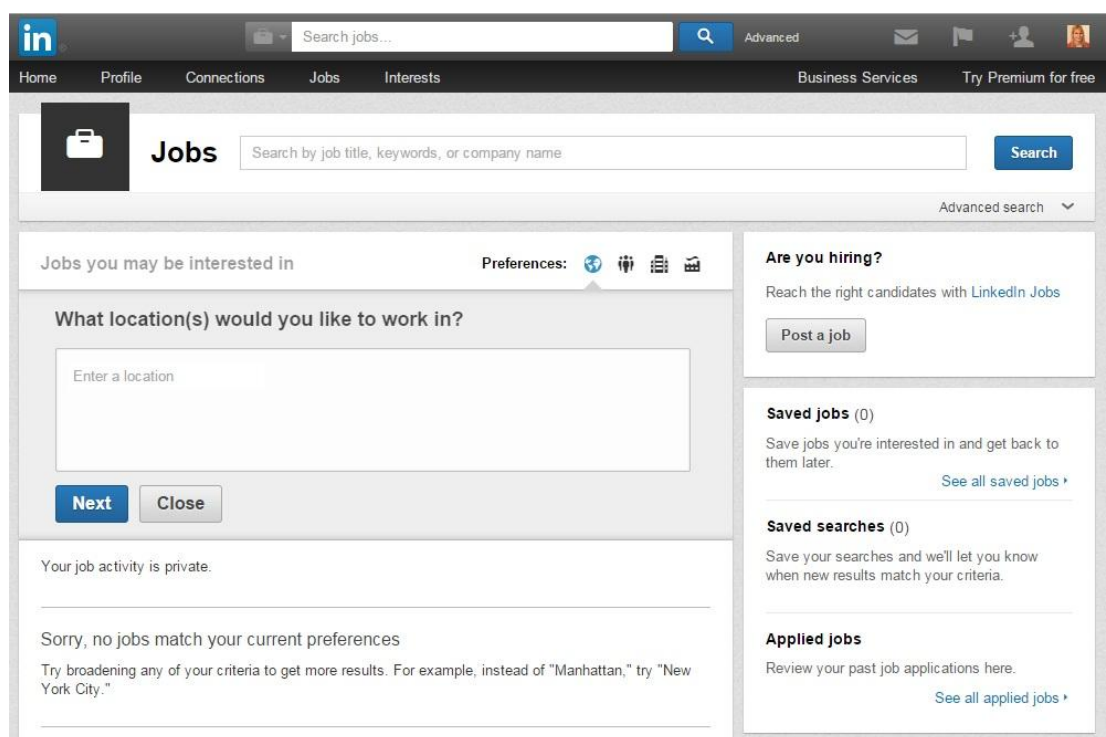 in
Search jobs...
Advanced
Home Profile Connections Jobs Interests Business Services Try Premium for free
Jobs
Search by job title, keywords, or company name
Search
Advanced search
Jobs you may be interested in
Preferences:
What location(s) would you like to work in?
Enter a location
Next Close
Your job activity is private.
Sorry, no jobs match your current preferences
Try broadening any of your criteria to get more results. For example, instead of "Manhattan," try "New
York City."
Are you hiring?
Reach the right candidates with LinkedIn Jobs
Post a job
Saved jobs (0)
Save jobs you're interested in and get back to
them later.
See all saved jobs
Saved searches (0)
Save your searches and we'll let you know
when new results match your criteria.
Applied jobs
Review your past job applications here.
See all applied jobs